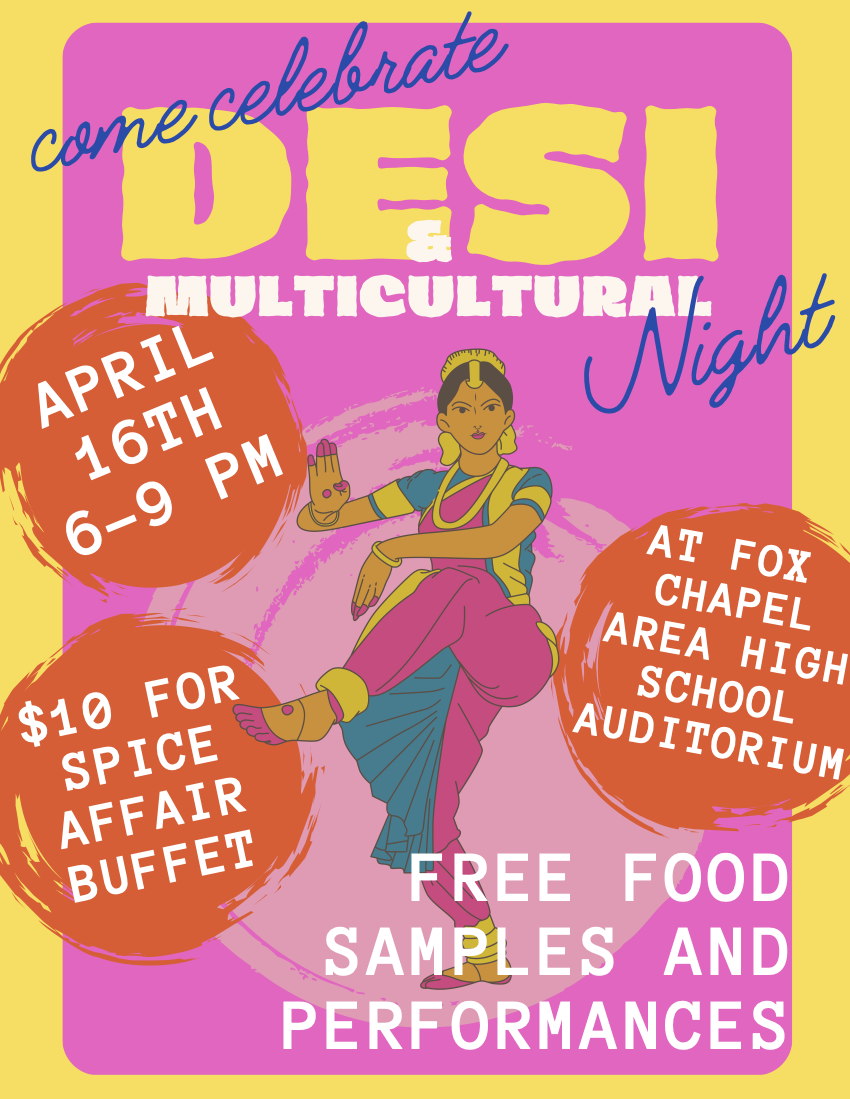 come celebrate
DESI
&
MULTICULTURAL
Night
APRIL
16TH
6–9 PM
AT FOX
CHAPEL
AREA HIGH
SCHOOL
AUDITORIUM
$10 FOR
SPICE
AFFAIR
BUFFET
FREE FOOD
SAMPLES AND
PERFORMANCES